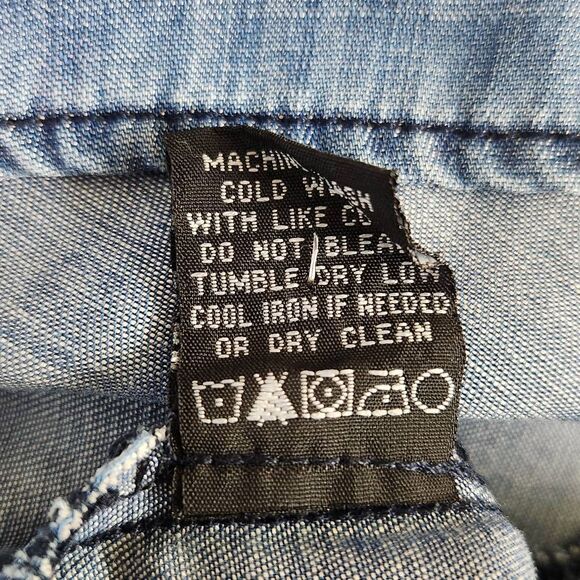 MACHIN
COLD WASH
WITH LIKE CO
DO NOT BLEA
TUMBLE DRY LOW
COOL IRON IF NEEDED
OR DRY CLEAN